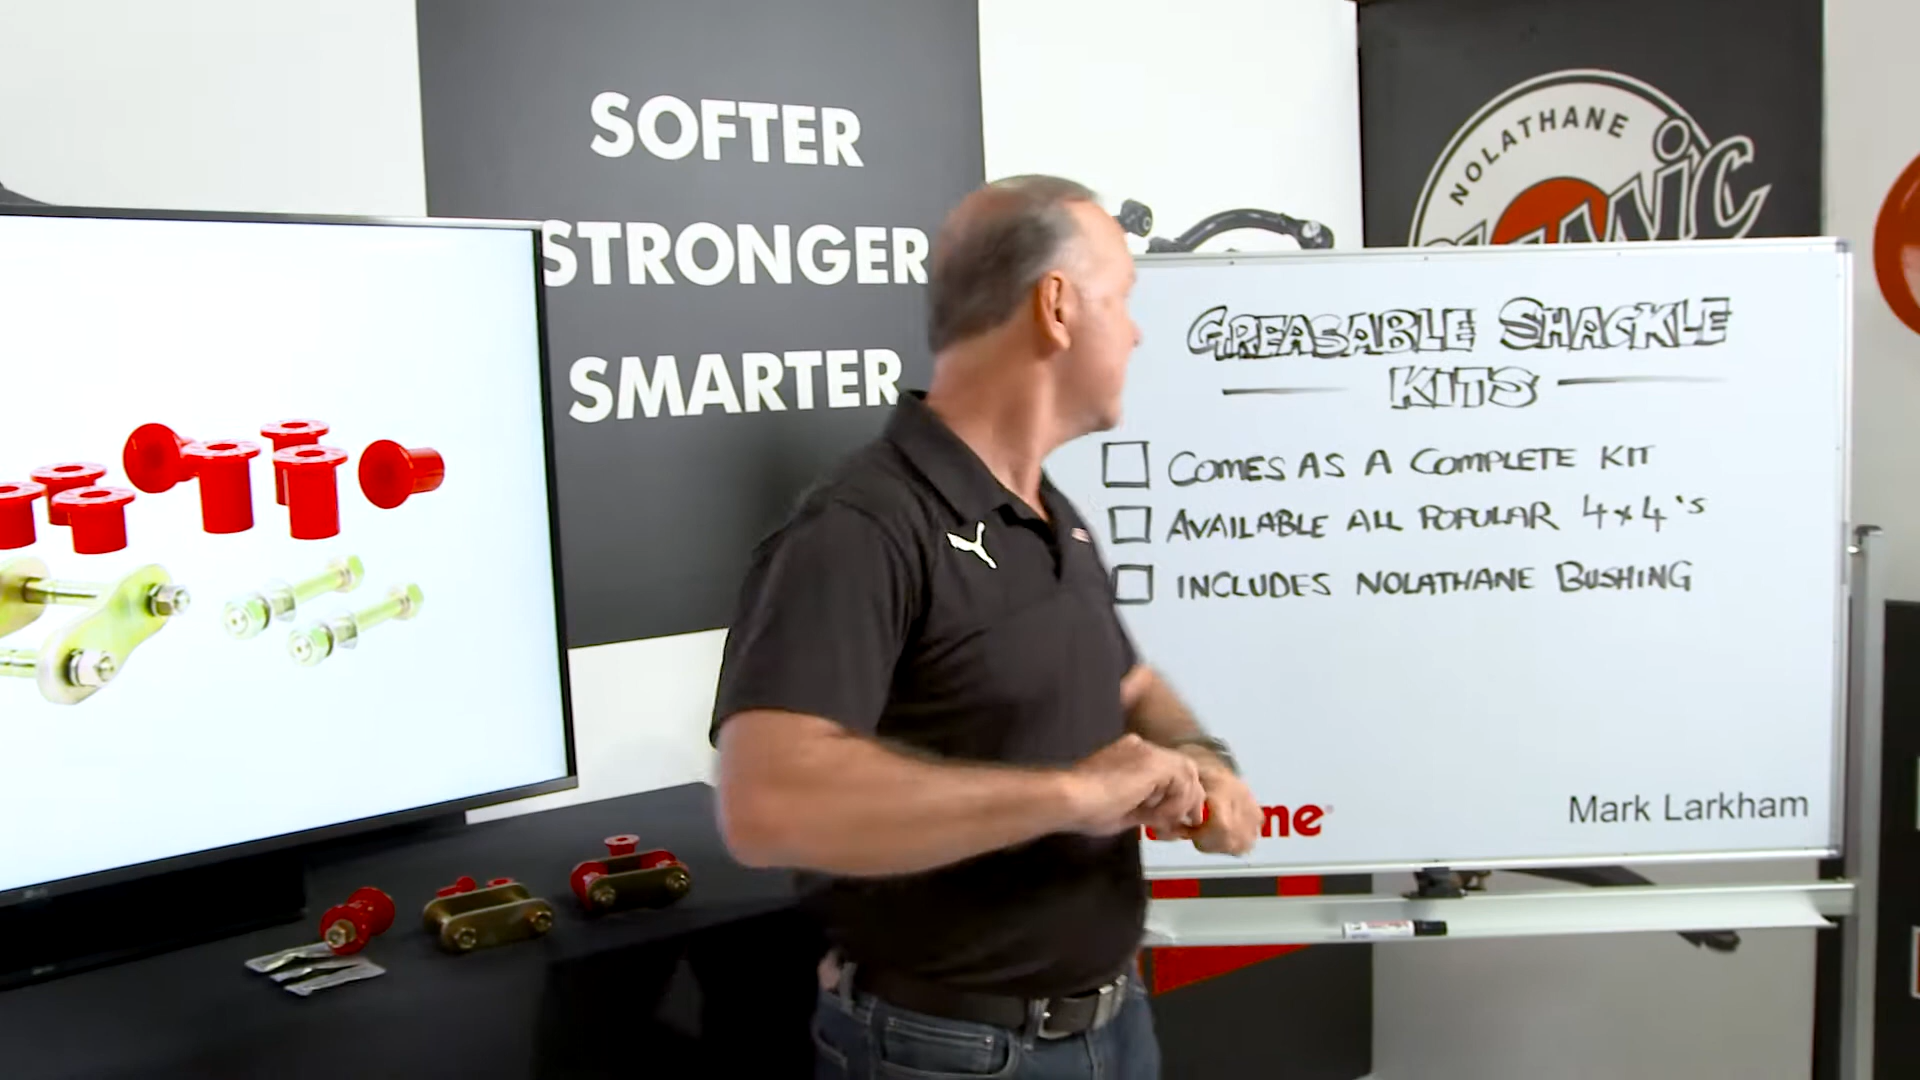 SOFTER
STRONGER
SMARTER
NOLATHANE
GREASABLE SHACKLE
KITS
COMES AS A COMPLETE KIT
AVAILABLE ALL POPULAR 4x4's
INCLUDES NOLATHANE BUSHING
Mark Larkham